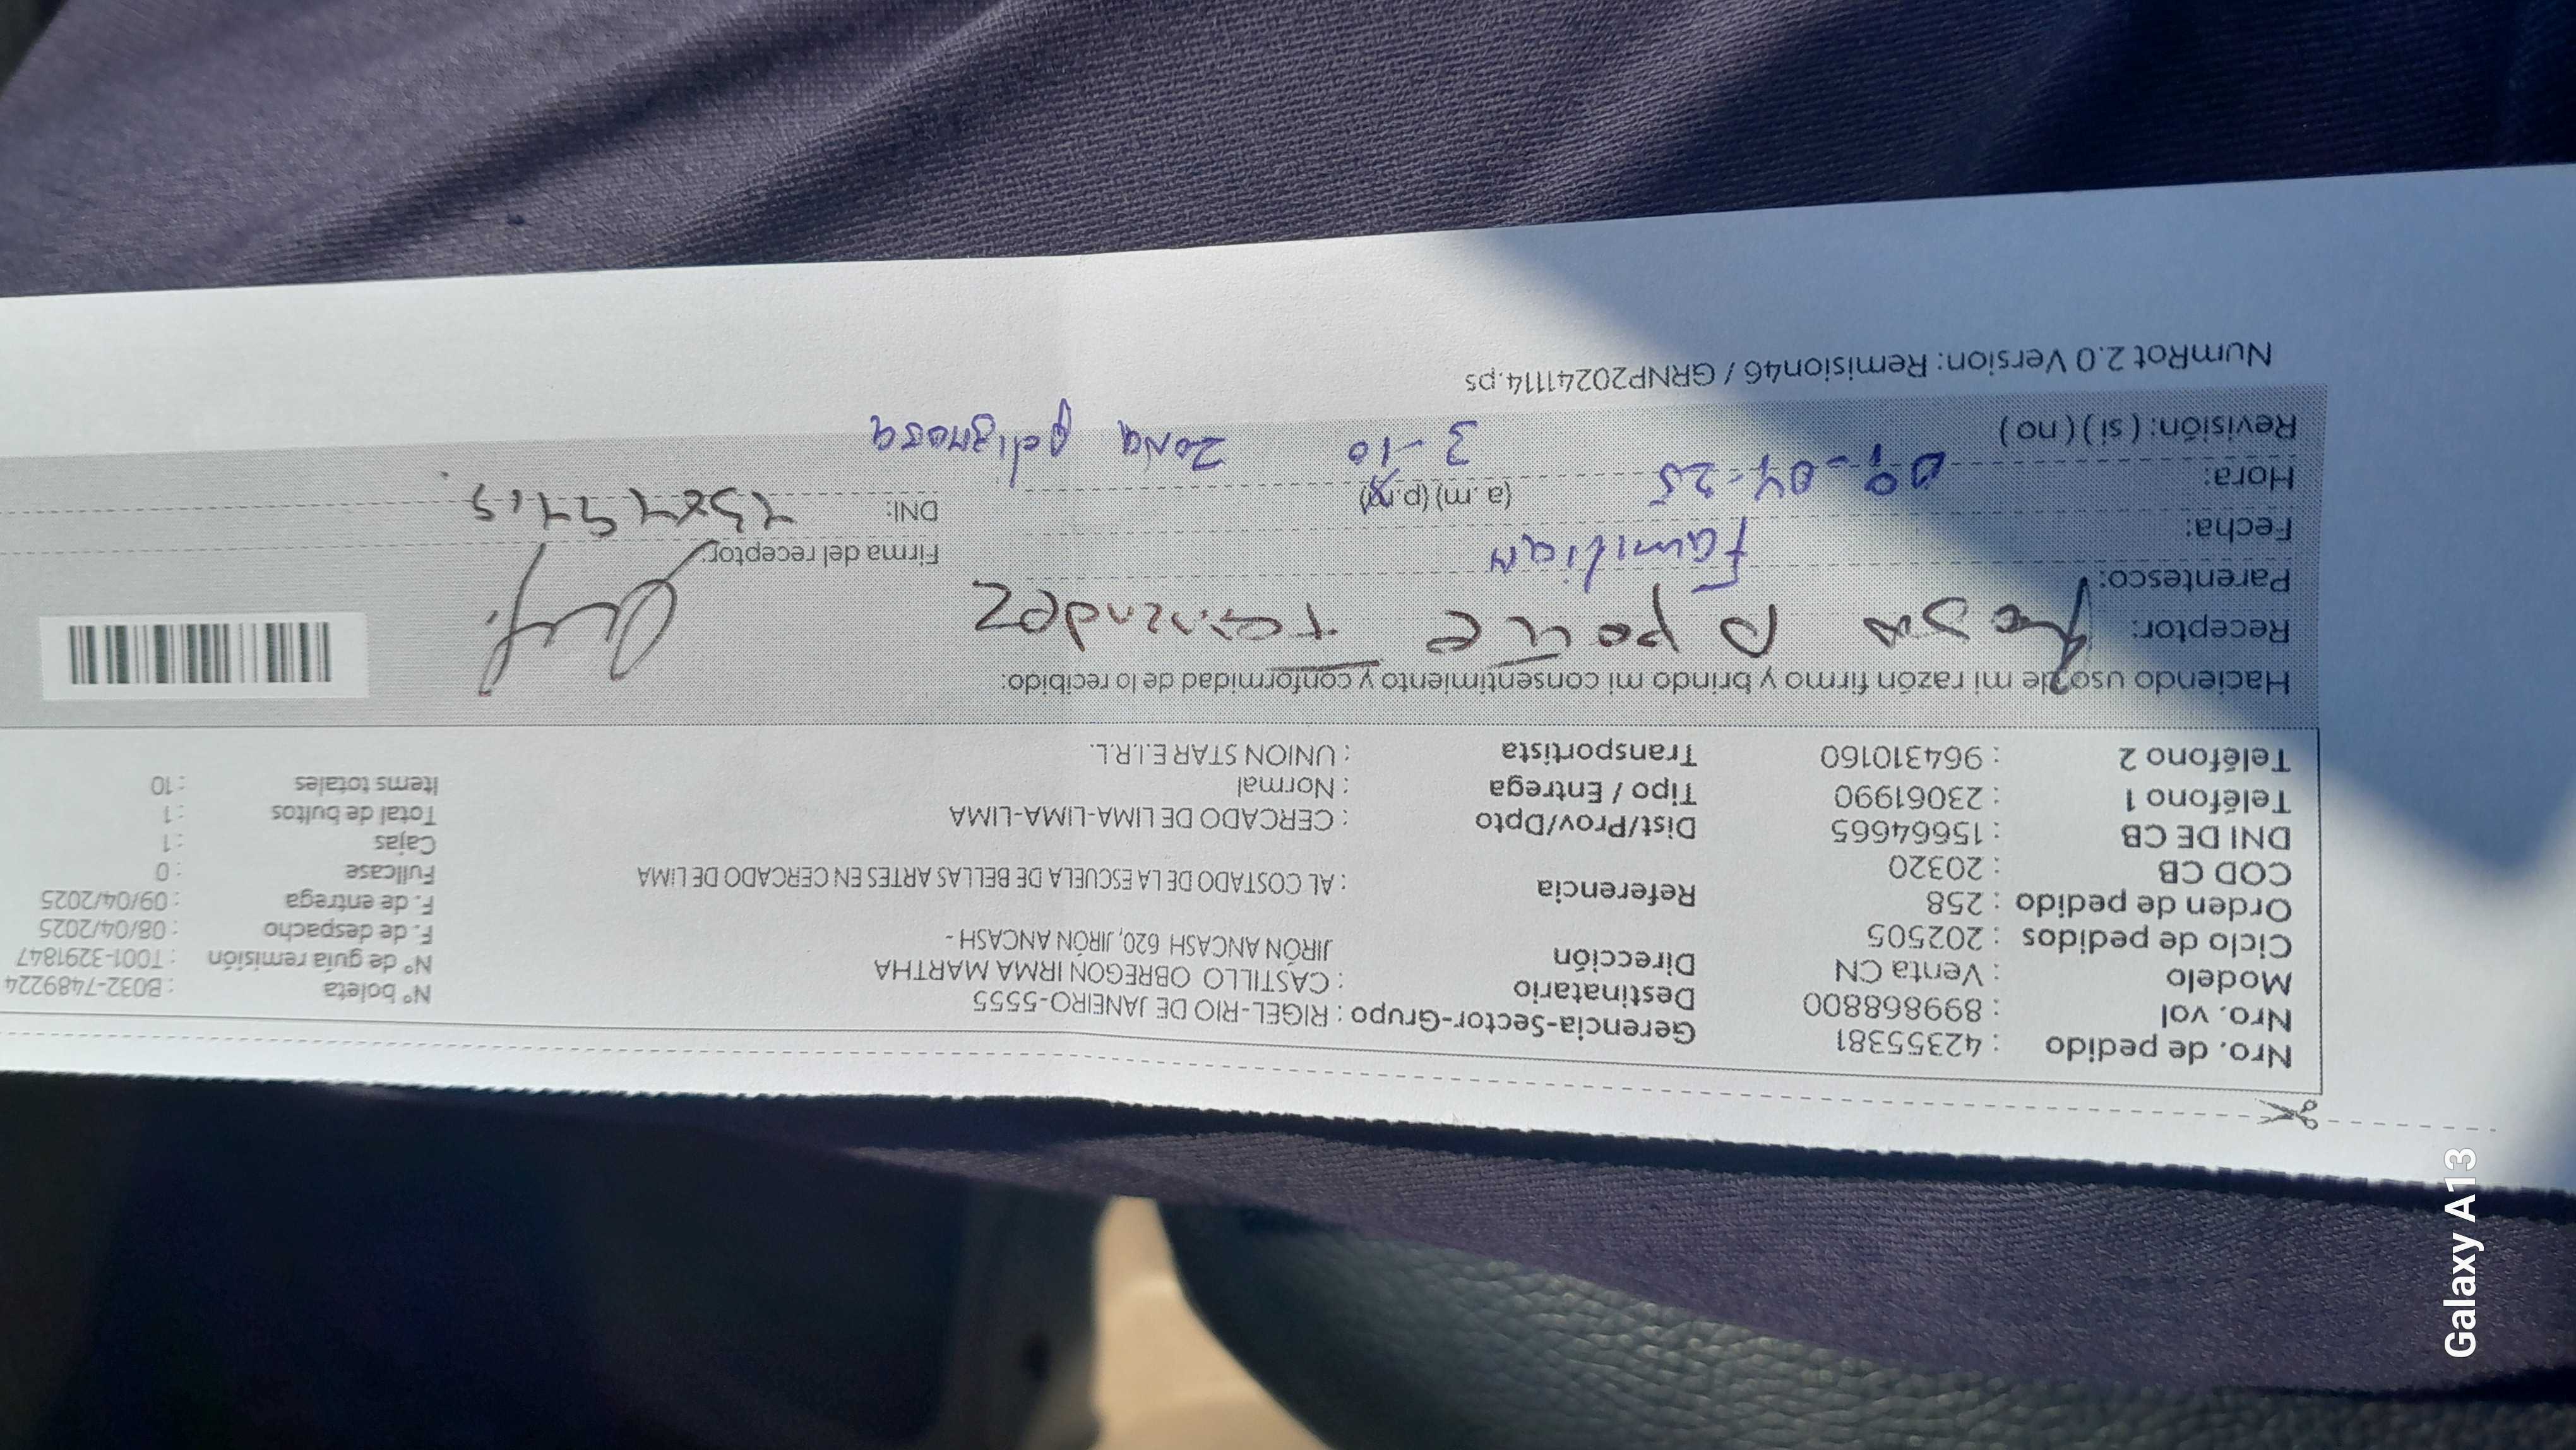 Nro. de pedido : 42355381
Nro. vol : 899868800
Modelo : Venta CN
Ciclo de pedidos : 202505
Orden de pedido : 258
COD CB : 20320
DNI DE CB : 15664665
Teléfono 1 : 23061990
Teléfono 2 : 964310160
Gerencia-Sector-Grupo : RIGEL-RIO DE JANEIRO-5555
Destinatario : CASTILLO OBREGON IRMA MARTHA
Dirección JIRÓN ANCASH 620, JIRÓN ANCASH -
Referencia : AL COSTADO DE LA ESCUELA DE BELLAS ARTES EN CERCADO DE LIMA
Dist/Prov/Dpto : CERCADO DE LIMA-LIMA-LIMA
Tipo / Entrega : Normal
Transportista : UNION STAR E.I.R.L.
N° boleta : B032-7489224
N° de guía remisión : T001-3291847
F. de despacho : 08/04/2025
F. de entrega : 09/04/2025
Fullcase : 0
Cajas : 1
Total de bultos : 1
Items totales : 10
Haciendo uso de mi razón firmo y brindo mi consentimiento y conformidad de lo recibido:
Receptor:
Parentesco: Familiar
Fecha: 09-04-25
Hora: 3-10 (a. m) (p.m)
Revisión: ( si ) ( no )
Firma del receptor:
DNI:
zona peligrosa
NumRot 2.0 Version: Remision46 / GRNP20241114.ps
Galaxy A13